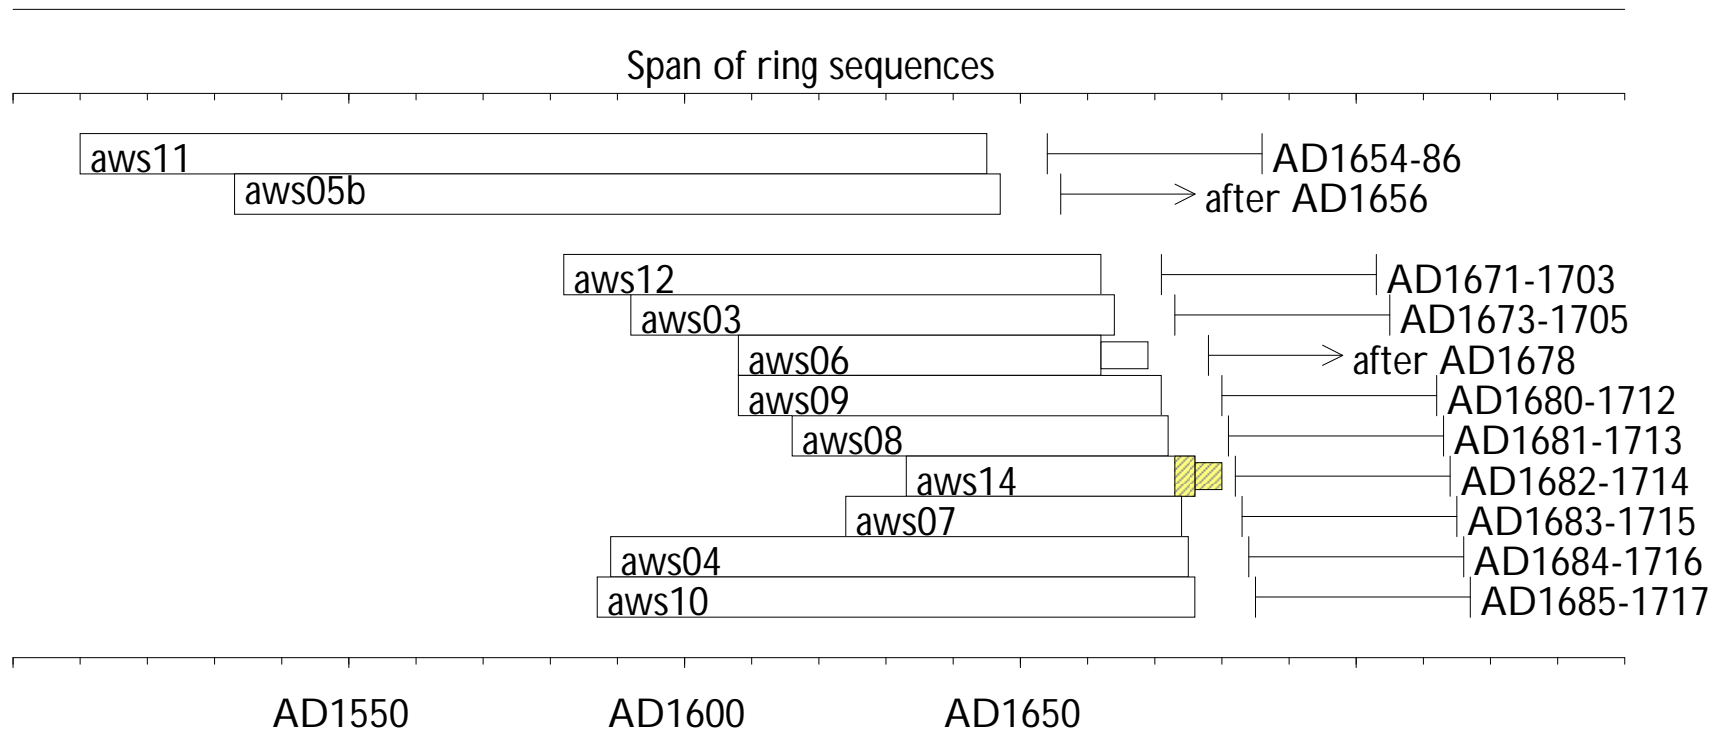 Span of ring sequences
aws11 AD1654-86
aws05b after AD1656
aws12 AD1671-1703
aws03 AD1673-1705
aws06 after AD1678
aws09 AD1680-1712
aws08 AD1681-1713
aws14 AD1682-1714
aws07 AD1683-1715
aws04 AD1684-1716
aws10 AD1685-1717
AD1550 AD1600 AD1650